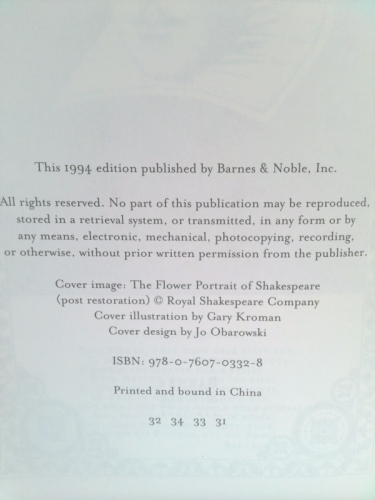 This 1994 edition published by Barnes & Noble, Inc.
All rights reserved. No part of this publication may be reproduced,
stored in a retrieval system, or transmitted, in any form or by
any means, electronic, mechanical, photocopying, recording,
or otherwise, without prior written permission from the publisher.
Cover image: The Flower Portrait of Shakespeare
(post restoration) © Royal Shakespeare Company
Cover illustration by Gary Kroman
Cover design by Jo Obarowski
ISBN: 978-0-7607-0332-8
Printed and bound in China
32 34 33 31